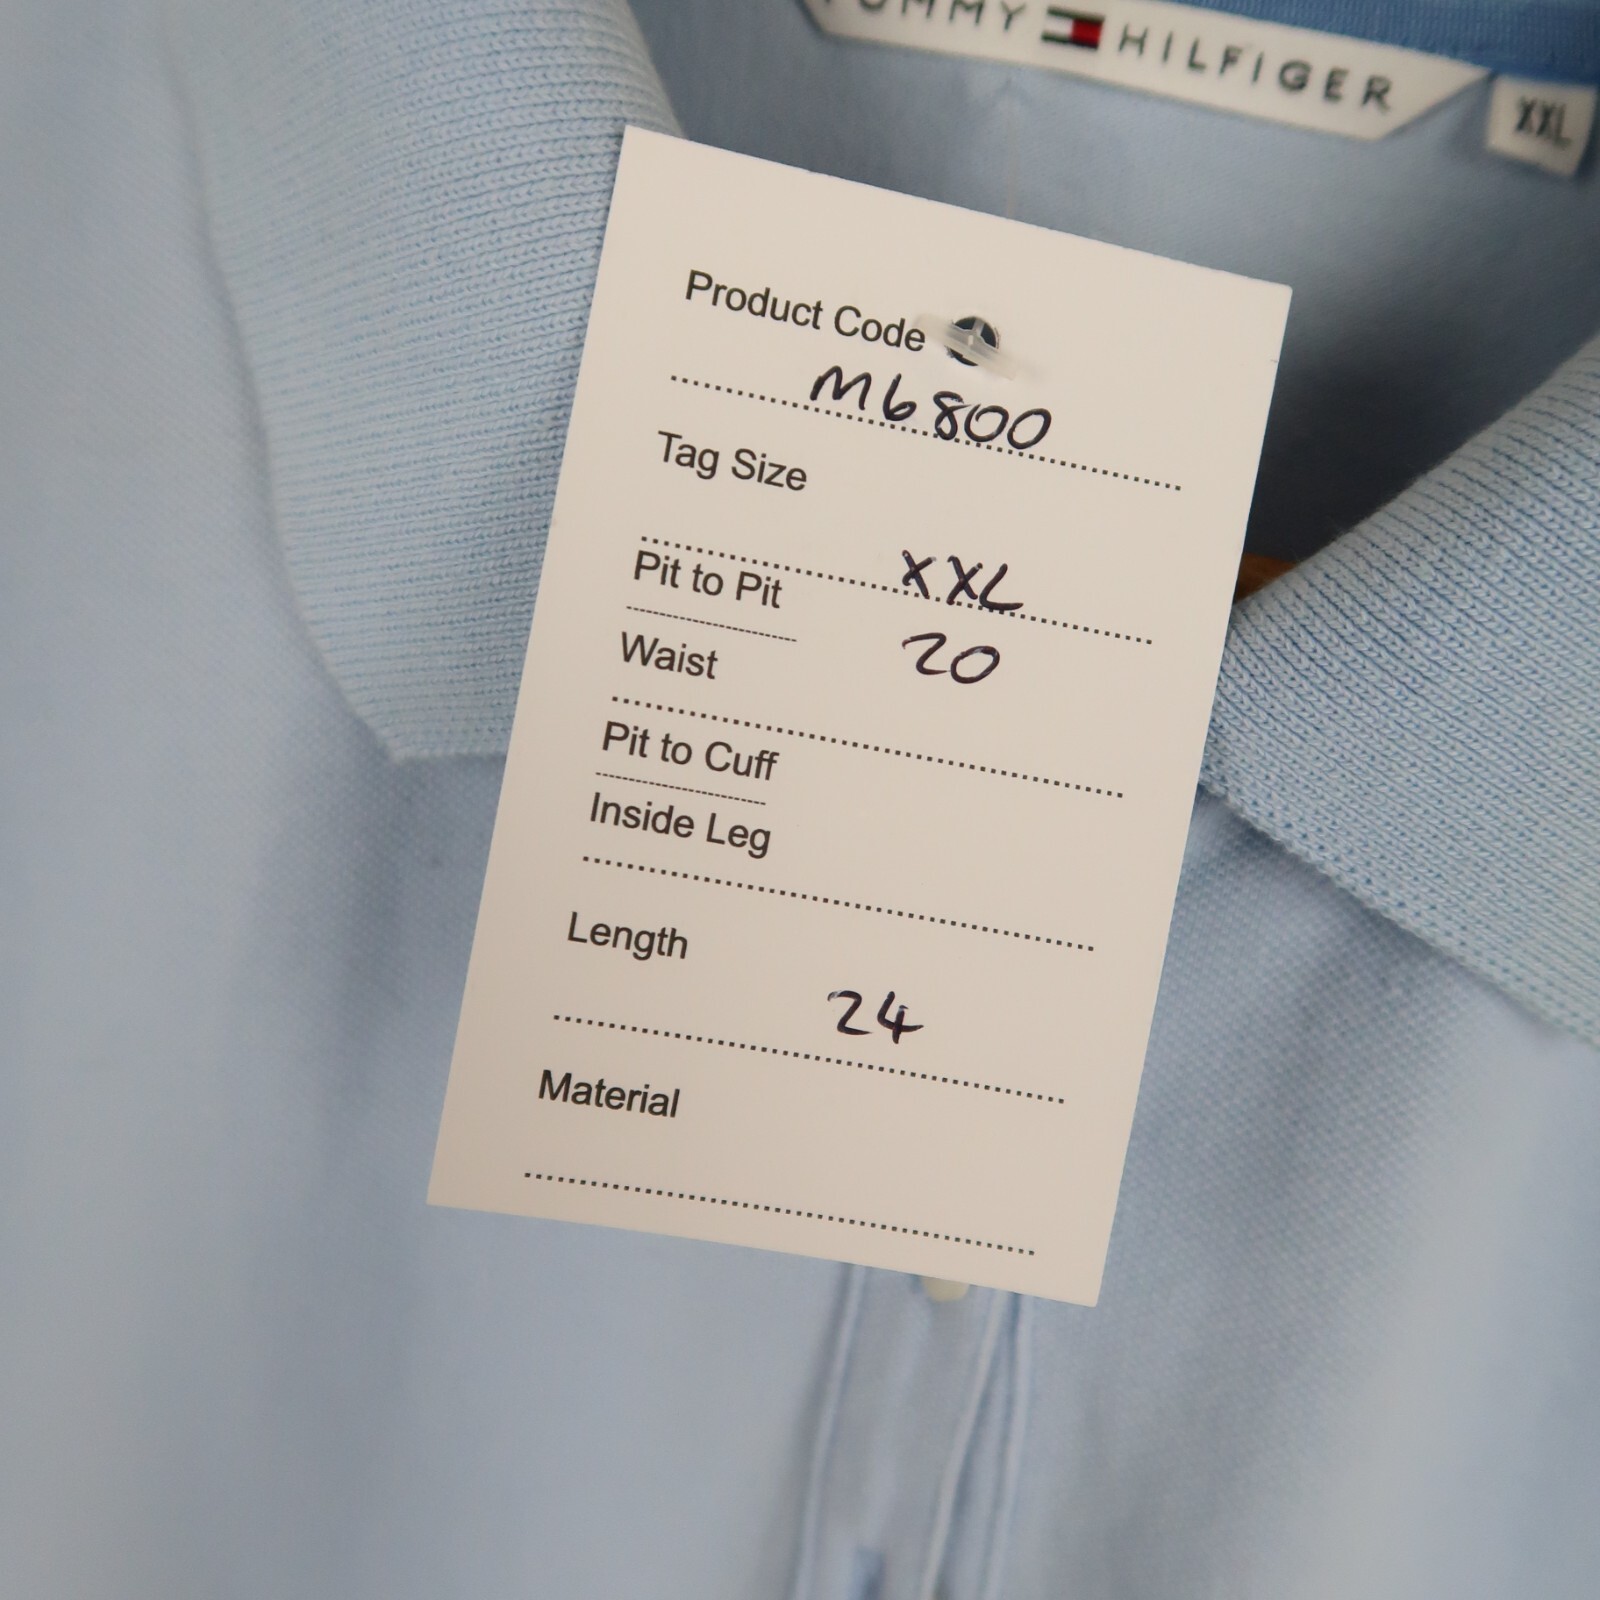 TOMMY HILFIGER
XXL
Product Code
M6800
Tag Size
XXL
Pit to Pit
20
Waist
Pit to Cuff
Inside Leg
Length
24
Material